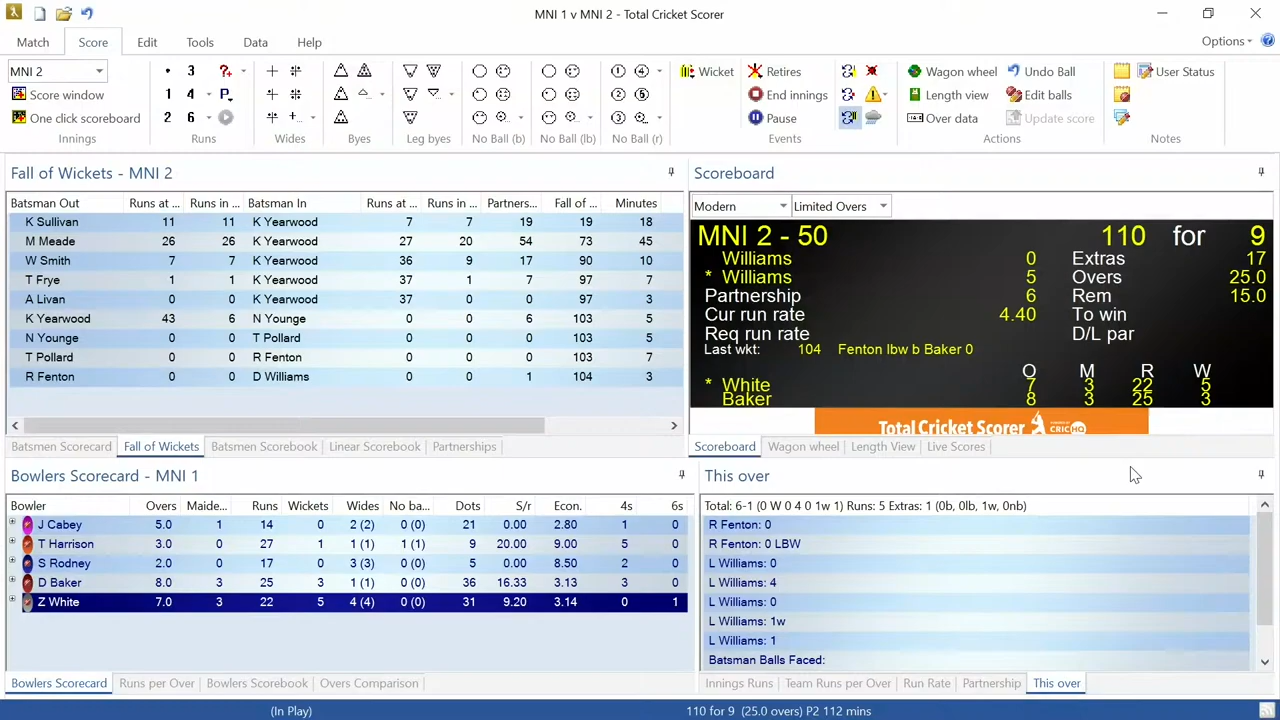 MNI 1 v MNI 2 - Total Cricket Scorer
Match Score Edit Tools Data Help Options
MNI 2 • 3 ?+ Wicket Retires Wagon wheel Undo Ball User Status
Score window 1 4 P End innings Length view Edit balls
One click scoreboard 2 6 Pause Over data Update score
Innings Runs Wides Byes Leg byes No Ball (b) No Ball (lb) No Ball (r) Events Actions Notes
Fall of Wickets - MNI 2
Batsman Out Runs at ... Runs in ... Batsman In Runs at ... Runs in ... Partners... Fall of ... Minutes
K Sullivan 11 11 K Yearwood 7 7 19 19 18
M Meade 26 26 K Yearwood 27 20 54 73 45
W Smith 7 7 K Yearwood 36 9 17 90 10
T Frye 1 1 K Yearwood 37 1 7 97 7
A Livan 0 0 K Yearwood 37 0 0 97 3
K Yearwood 43 6 N Younge 0 0 6 103 5
N Younge 0 0 T Pollard 0 0 0 103 5
T Pollard 0 0 R Fenton 0 0 0 103 7
R Fenton 0 0 D Williams 0 0 1 104 3
Batsmen Scorecard Fall of Wickets Batsmen Scorebook Linear Scorebook Partnerships
Scoreboard
Modern Limited Overs
MNI 2 - 50 110 for 9
Williams 0 Extras 17
* Williams 5 Overs 25.0
Partnership 6 Rem 15.0
Cur run rate 4.40 To win
Req run rate D/L par
Last wkt: 104 Fenton lbw b Baker 0
O M R W
* White 7 3 22 5
Baker 8 3 25 3
Total Cricket Scorer CRICHQ
Scoreboard Wagon wheel Length View Live Scores
Bowlers Scorecard - MNI 1
Bowler Overs Maide... Runs Wickets Wides No ba... Dots S/r Econ. 4s 6s
J Cabey 5.0 1 14 0 2 (2) 0 (0) 21 0.00 2.80 1 0
T Harrison 3.0 0 27 1 1 (1) 1 (1) 9 20.00 9.00 5 0
S Rodney 2.0 0 17 0 3 (3) 0 (0) 5 0.00 8.50 2 0
D Baker 8.0 3 25 3 1 (1) 0 (0) 36 16.33 3.13 3 0
Z White 7.0 3 22 5 4 (4) 0 (0) 31 9.20 3.14 0 1
Bowlers Scorecard Runs per Over Bowlers Scorebook Overs Comparison
This over
Total: 6-1 (0 W 0 4 0 1w 1) Runs: 5 Extras: 1 (0b, 0lb, 1w, 0nb)
R Fenton: 0
R Fenton: 0 LBW
L Williams: 0
L Williams: 4
L Williams: 0
L Williams: 1w
L Williams: 1
Batsman Balls Faced:
Innings Runs Team Runs per Over Run Rate Partnership This over
(In Play) 110 for 9 (25.0 overs) P2 112 mins